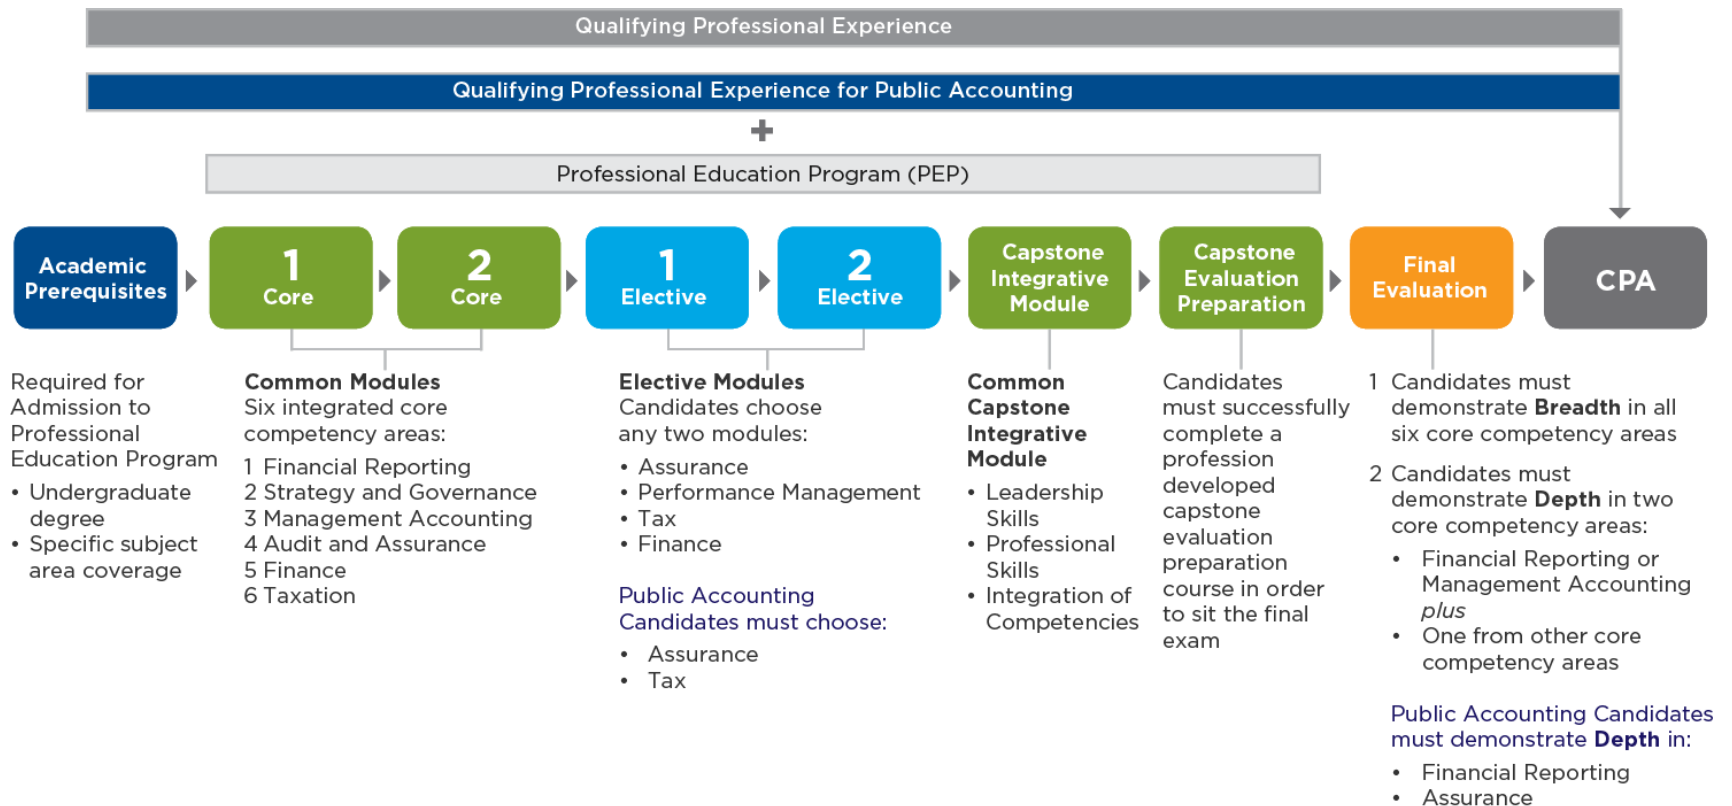 Qualifying Professional Experience
Qualifying Professional Experience for Public Accounting
+
Professional Education Program (PEP)
Academic
Prerequisites
1
Core
2
Core
1
Elective
2
Elective
Capstone
Integrative
Module
Capstone
Evaluation
Preparation
Final
Evaluation
CPA
Required for
Admission to
Professional
Education Program
• Undergraduate
degree
• Specific subject
area coverage
Common Modules
Six integrated core
competency areas:
1 Financial Reporting
2 Strategy and Governance
3 Management Accounting
4 Audit and Assurance
5 Finance
6 Taxation
Elective Modules
Candidates choose
any two modules:
• Assurance
• Performance Management
• Tax
• Finance
Public Accounting
Candidates must choose:
• Assurance
• Tax
Common
Capstone
Integrative
Module
• Leadership
Skills
• Professional
Skills
• Integration of
Competencies
Candidates
must successfully
complete a
profession
developed
capstone
evaluation
preparation
course in order
to sit the final
exam
1 Candidates must
demonstrate Breadth in all
six core competency areas
2 Candidates must
demonstrate Depth in two
core competency areas:
• Financial Reporting or
Management Accounting
plus
• One from other core
competency areas
Public Accounting Candidates
must demonstrate Depth in:
• Financial Reporting
• Assurance